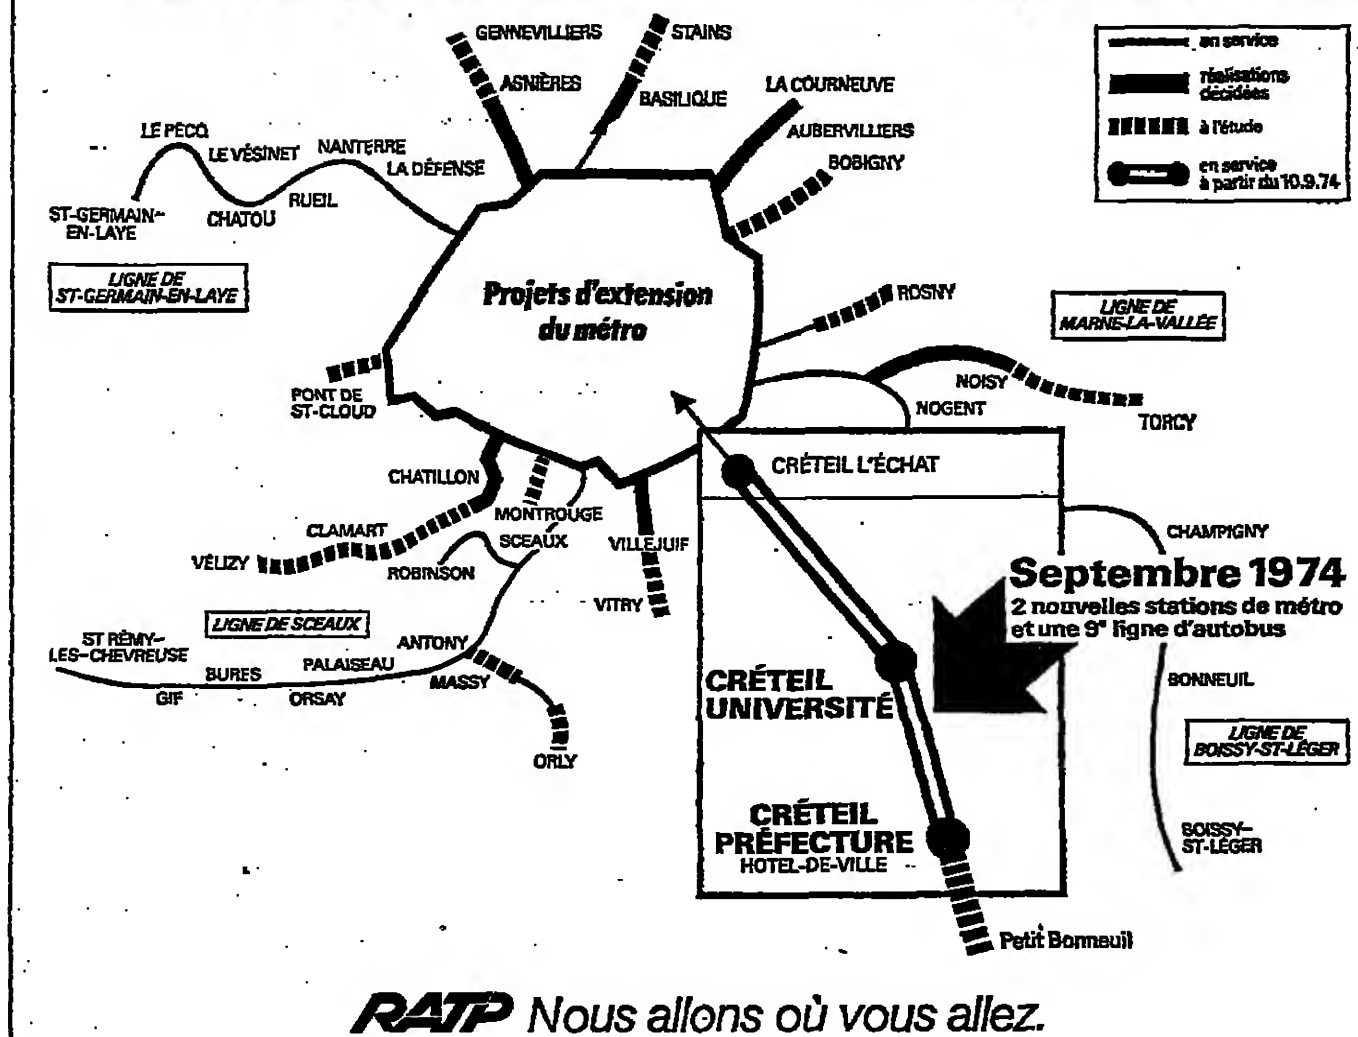 GENNEVILLIERS
STAINS
ASNIÈRES
BASILIQUE
LA COURNEUVE
AUBERVILLIERS
BOBIGNY
en service
réalisations
décidées
à l'étude
en service
à partir du 10.9.74
LE PECQ
LE VÉSINET
NANTERRE
LA DÉFENSE
ST-GERMAIN-
EN-LAYE
CHATOU
RUEIL
LIGNE DE
ST-GERMAIN-EN-LAYE
Projets d'extension
du métro
ROSNY
LIGNE DE
MARNE-LA-VALLÉE
PONT DE
ST-CLOUD
NOISY
NOGENT
TORCY
CHATILLON
CRÉTEIL L'ÉCHAT
MONTROUGE
CLAMART
SCEAUX
VILLEJUIF
VÉLIZY
ROBINSON
VITRY
CHAMPIGNY
Septembre 1974
2 nouvelles stations de métro
et une 9e ligne d'autobus
LIGNE DE SCEAUX
ST RÉMY-
LES-CHEVREUSE
ANTONY
BURES
PALAISEAU
MASSY
GIF
ORSAY
ORLY
CRÉTEIL
UNIVERSITÉ
BONNEUIL
LIGNE DE
BOISSY-ST-LÉGER
CRÉTEIL
PRÉFECTURE
HOTEL-DE-VILLE
BOISSY-
ST-LÉGER
Petit Bonneuil
RATP Nous allons où vous allez.